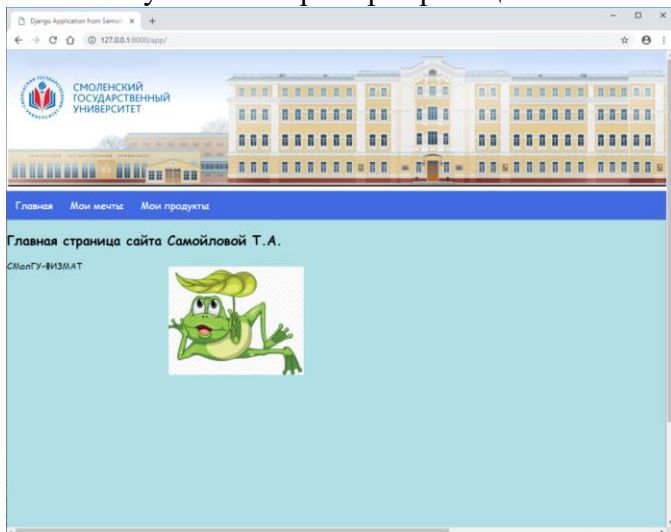 Django Application from Samoil
127.0.0.1:8000/app/
СМОЛЕНСКИЙ
ГОСУДАРСТВЕННЫЙ
УНИВЕРСИТЕТ
Главная Мои мечты Мои продукты
Главная страница сайта Самойловой Т.А.
СМолГУ-ФИЗМАТ